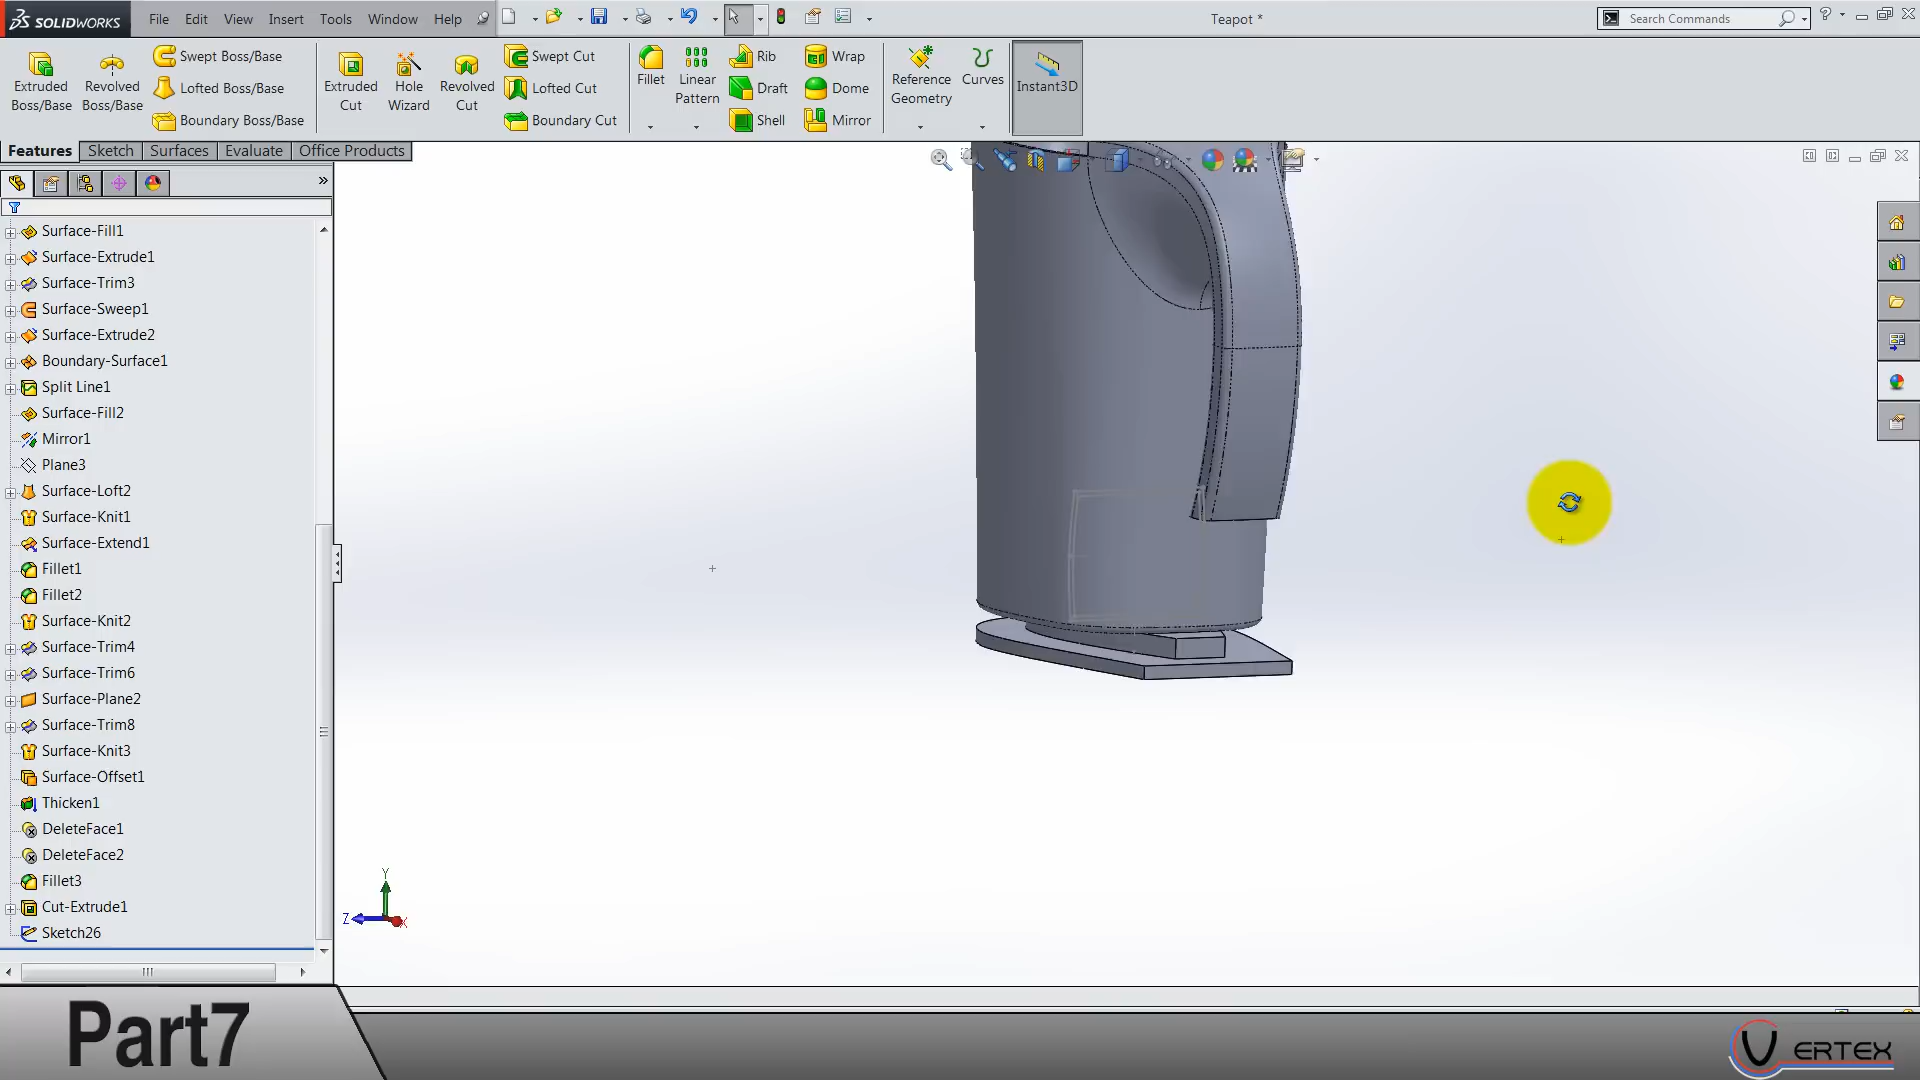 SOLIDWORKS File Edit View Insert Tools Window Help Teapot * Search Commands
Extruded Boss/Base
Revolved Boss/Base
Swept Boss/Base
Lofted Boss/Base
Boundary Boss/Base
Extruded Cut
Hole Wizard
Revolved Cut
Swept Cut
Lofted Cut
Boundary Cut
Fillet
Linear Pattern
Rib
Draft
Shell
Wrap
Dome
Mirror
Reference Geometry
Curves
Instant3D
Features Sketch Surfaces Evaluate Office Products
Surface-Fill1
Surface-Extrude1
Surface-Trim3
Surface-Sweep1
Surface-Extrude2
Boundary-Surface1
Split Line1
Surface-Fill2
Mirror1
Plane3
Surface-Loft2
Surface-Knit1
Surface-Extend1
Fillet1
Fillet2
Surface-Knit2
Surface-Trim4
Surface-Trim6
Surface-Plane2
Surface-Trim8
Surface-Knit3
Surface-Offset1
Thicken1
DeleteFace1
DeleteFace2
Fillet3
Cut-Extrude1
Sketch26
Y
Z X
Part7
VERTEX